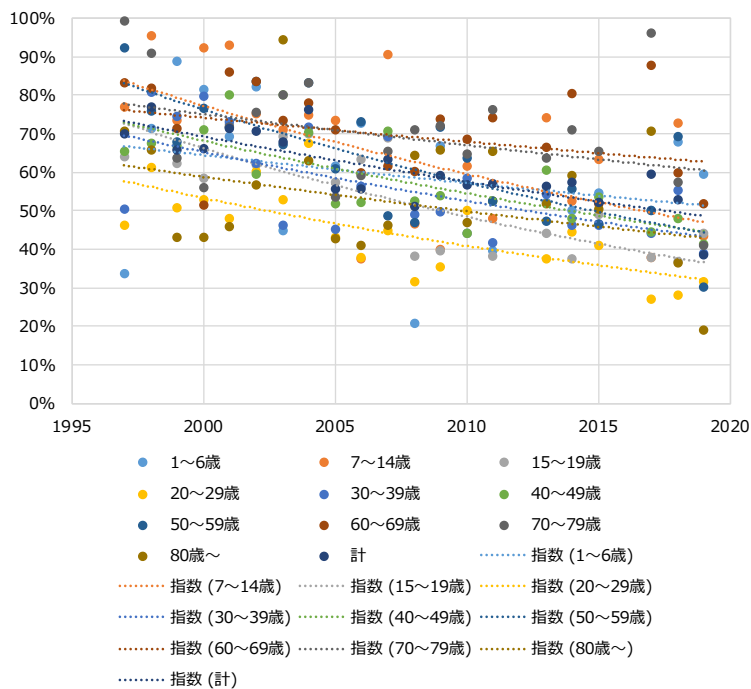 100%
90%
80%
70%
60%
50%
40%
30%
20%
10%
0%
1995 2000 2005 2010 2015 2020
1～6歳 7～14歳 15～19歳
20～29歳 30～39歳 40～49歳
50～59歳 60～69歳 70～79歳
80歳～ 計 指数 (1～6歳)
指数 (7～14歳) 指数 (15～19歳) 指数 (20～29歳)
指数 (30～39歳) 指数 (40～49歳) 指数 (50～59歳)
指数 (60～69歳) 指数 (70～79歳) 指数 (80歳～)
指数 (計)